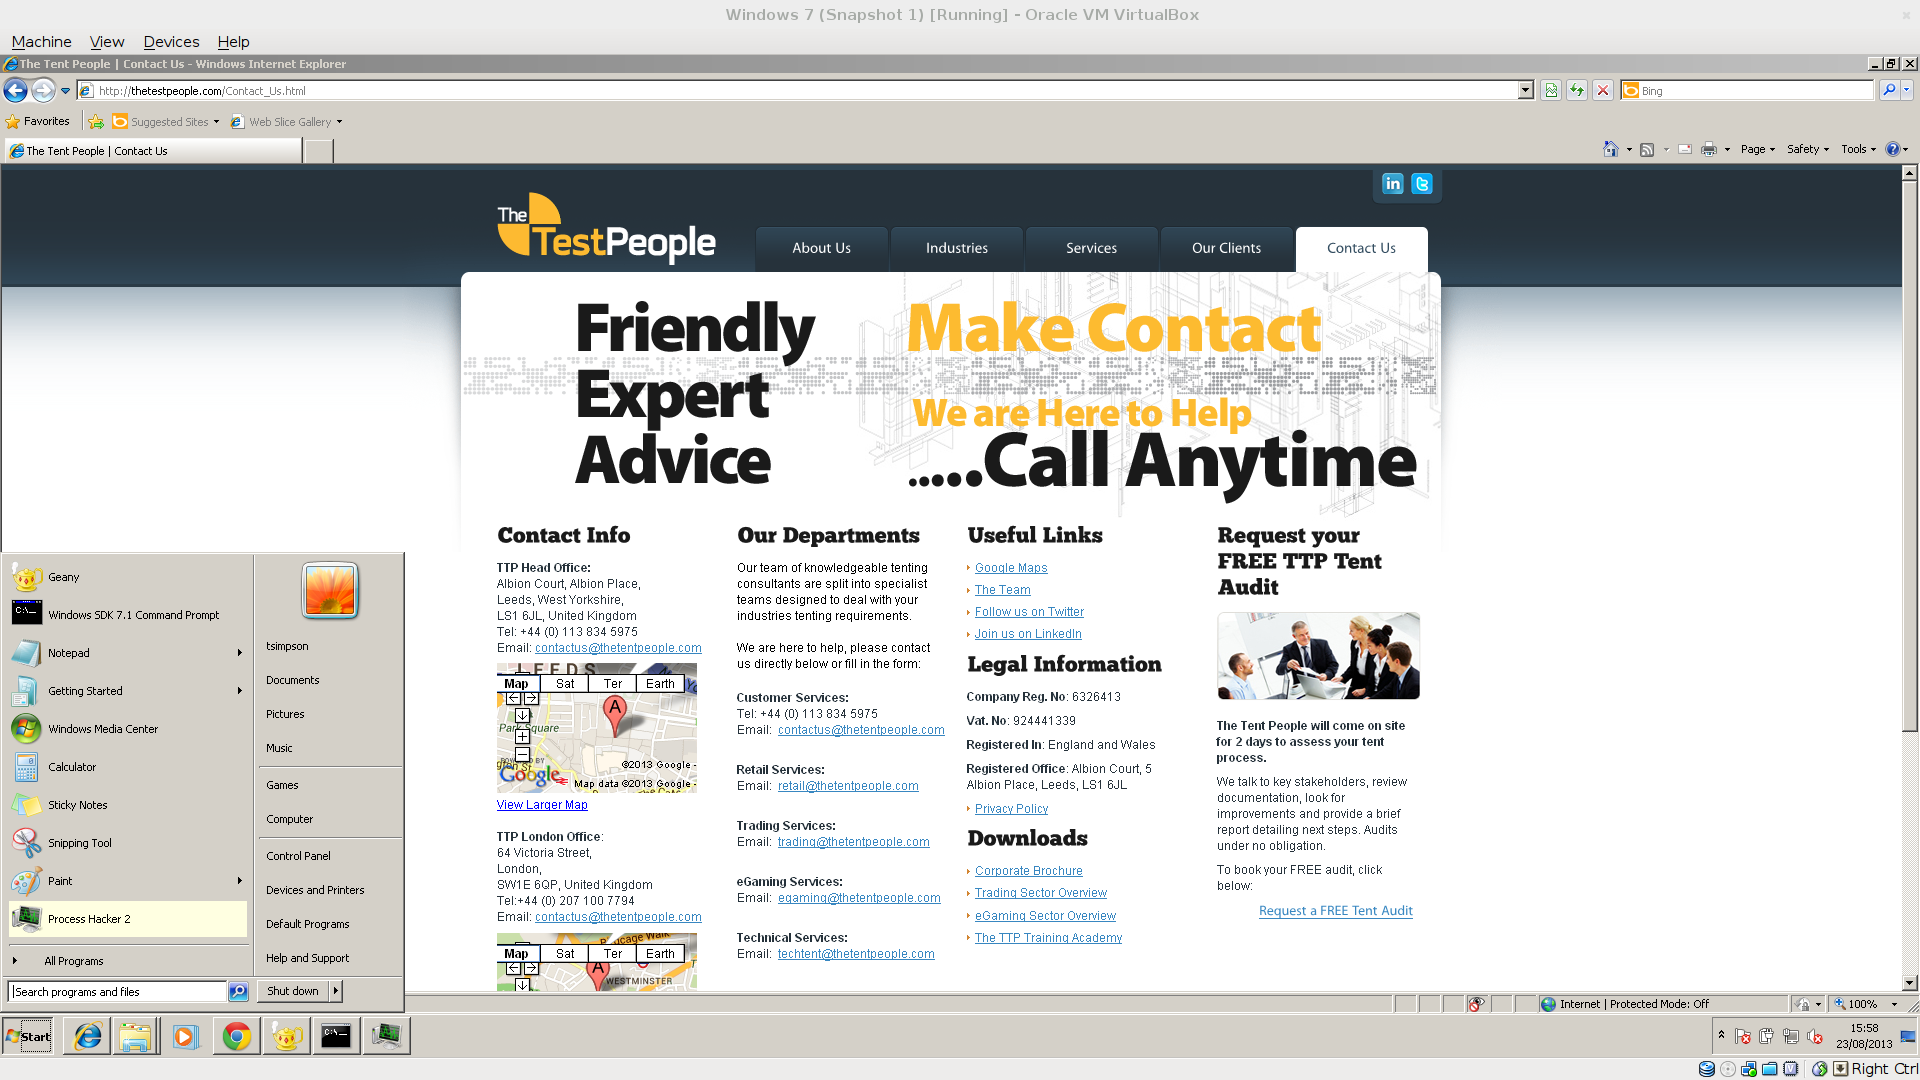 Windows 7 (Snapshot 1) [Running] - Oracle VM VirtualBox
Machine View Devices Help
The Tent People | Contact Us - Windows Internet Explorer
http://thetestpeople.com/Contact_Us.html
Bing
Favorites Suggested Sites Web Slice Gallery
The Tent People | Contact Us
Page Safety Tools
The
TestPeople
in
About Us Industries Services Our Clients Contact Us
Friendly
Expert
Advice
Make Contact
We are Here to Help
.....Call Anytime
Contact Info
TTP Head Office:
Albion Court, Albion Place,
Leeds, West Yorkshire,
LS1 6JL, United Kingdom
Tel: +44 (0) 113 834 5975
Email: contactus@thetentpeople.com
LEEDS
Map Sat Ter Earth
A
Park Square
POWERED BY
Google
©2013 Google -
Map data ©2013 Google -
View Larger Map
TTP London Office:
64 Victoria Street,
London,
SW1E 6QP, United Kingdom
Tel:+44 (0) 207 100 7794
Email: contactus@thetentpeople.com
Map Sat Ter Earth
A
WESTMINSTER
Our Departments
Our team of knowledgeable tenting
consultants are split into specialist
teams designed to deal with your
industries tenting requirements.
We are here to help, please contact
us directly below or fill in the form:
Customer Services:
Tel: +44 (0) 113 834 5975
Email: contactus@thetentpeople.com
Retail Services:
Email: retail@thetentpeople.com
Trading Services:
Email: trading@thetentpeople.com
eGaming Services:
Email: egaming@thetentpeople.com
Technical Services:
Email: techtent@thetentpeople.com
Useful Links
Google Maps
The Team
Follow us on Twitter
Join us on LinkedIn
Legal Information
Company Reg. No: 6326413
Vat. No: 924441339
Registered In: England and Wales
Registered Office: Albion Court, 5
Albion Place, Leeds, LS1 6JL
Privacy Policy
Downloads
Corporate Brochure
Trading Sector Overview
eGaming Sector Overview
The TTP Training Academy
Request your
FREE TTP Tent
Audit
The Tent People will come on site
for 2 days to assess your tent
process.
We talk to key stakeholders, review
documentation, look for
improvements and provide a brief
report detailing next steps. Audits
under no obligation.
To book your FREE audit, click
below:
Request a FREE Tent Audit
Geany
Windows SDK 7.1 Command Prompt
Notepad
Getting Started
Windows Media Center
Calculator
Sticky Notes
Snipping Tool
Paint
Process Hacker 2
All Programs
Search programs and files
tsimpson
Documents
Pictures
Music
Games
Computer
Control Panel
Devices and Printers
Default Programs
Help and Support
Shut down
Internet | Protected Mode: Off
100%
Start
15:58
23/08/2013
Right Ctrl